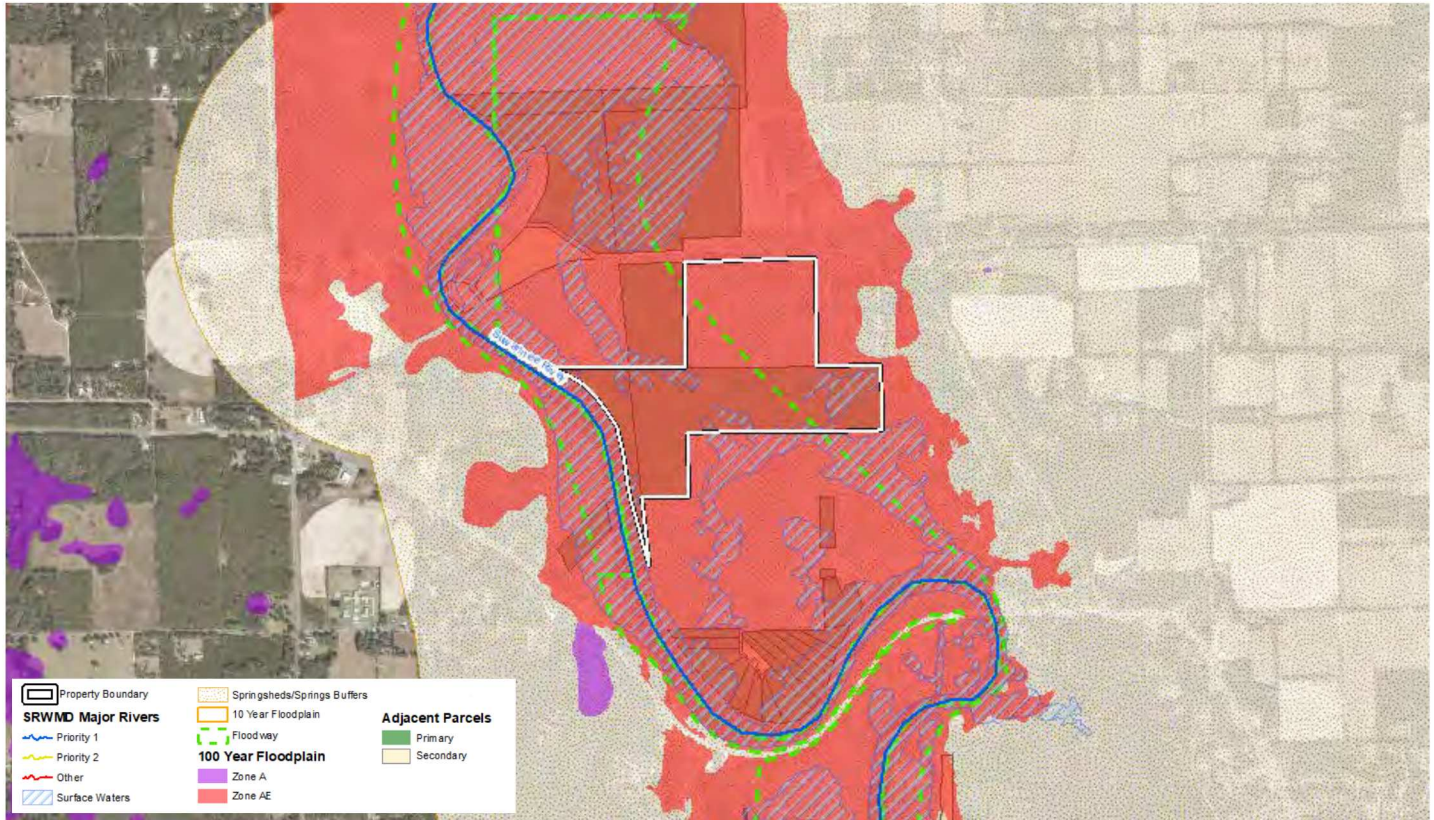 Suwannee River
Property Boundary
SRWMD Major Rivers
Priority 1
Priority 2
Other
Surface Waters
Springsheds/Springs Buffers
10 Year Floodplain
Floodway
100 Year Floodplain
Zone A
Zone AE
Adjacent Parcels
Primary
Secondary